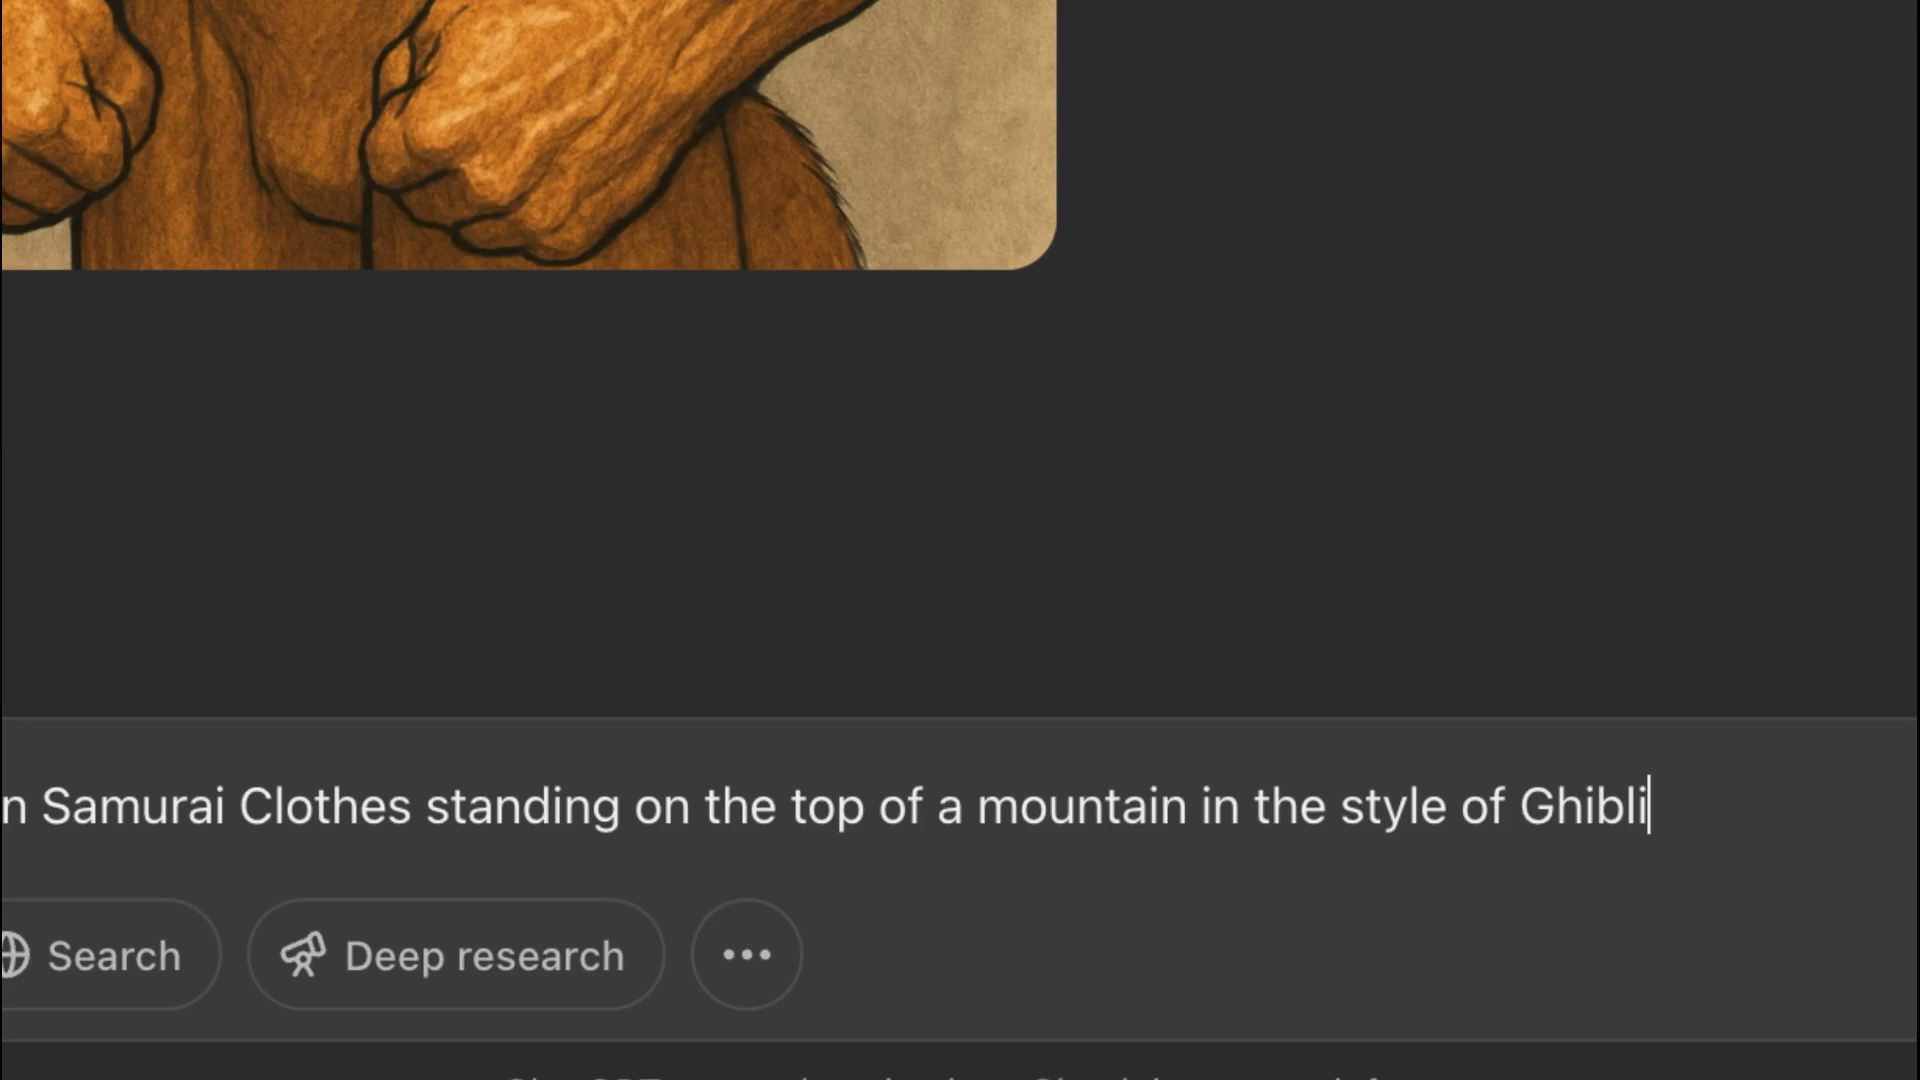 n Samurai Clothes standing on the top of a mountain in the style of Ghibli
Search
Deep research